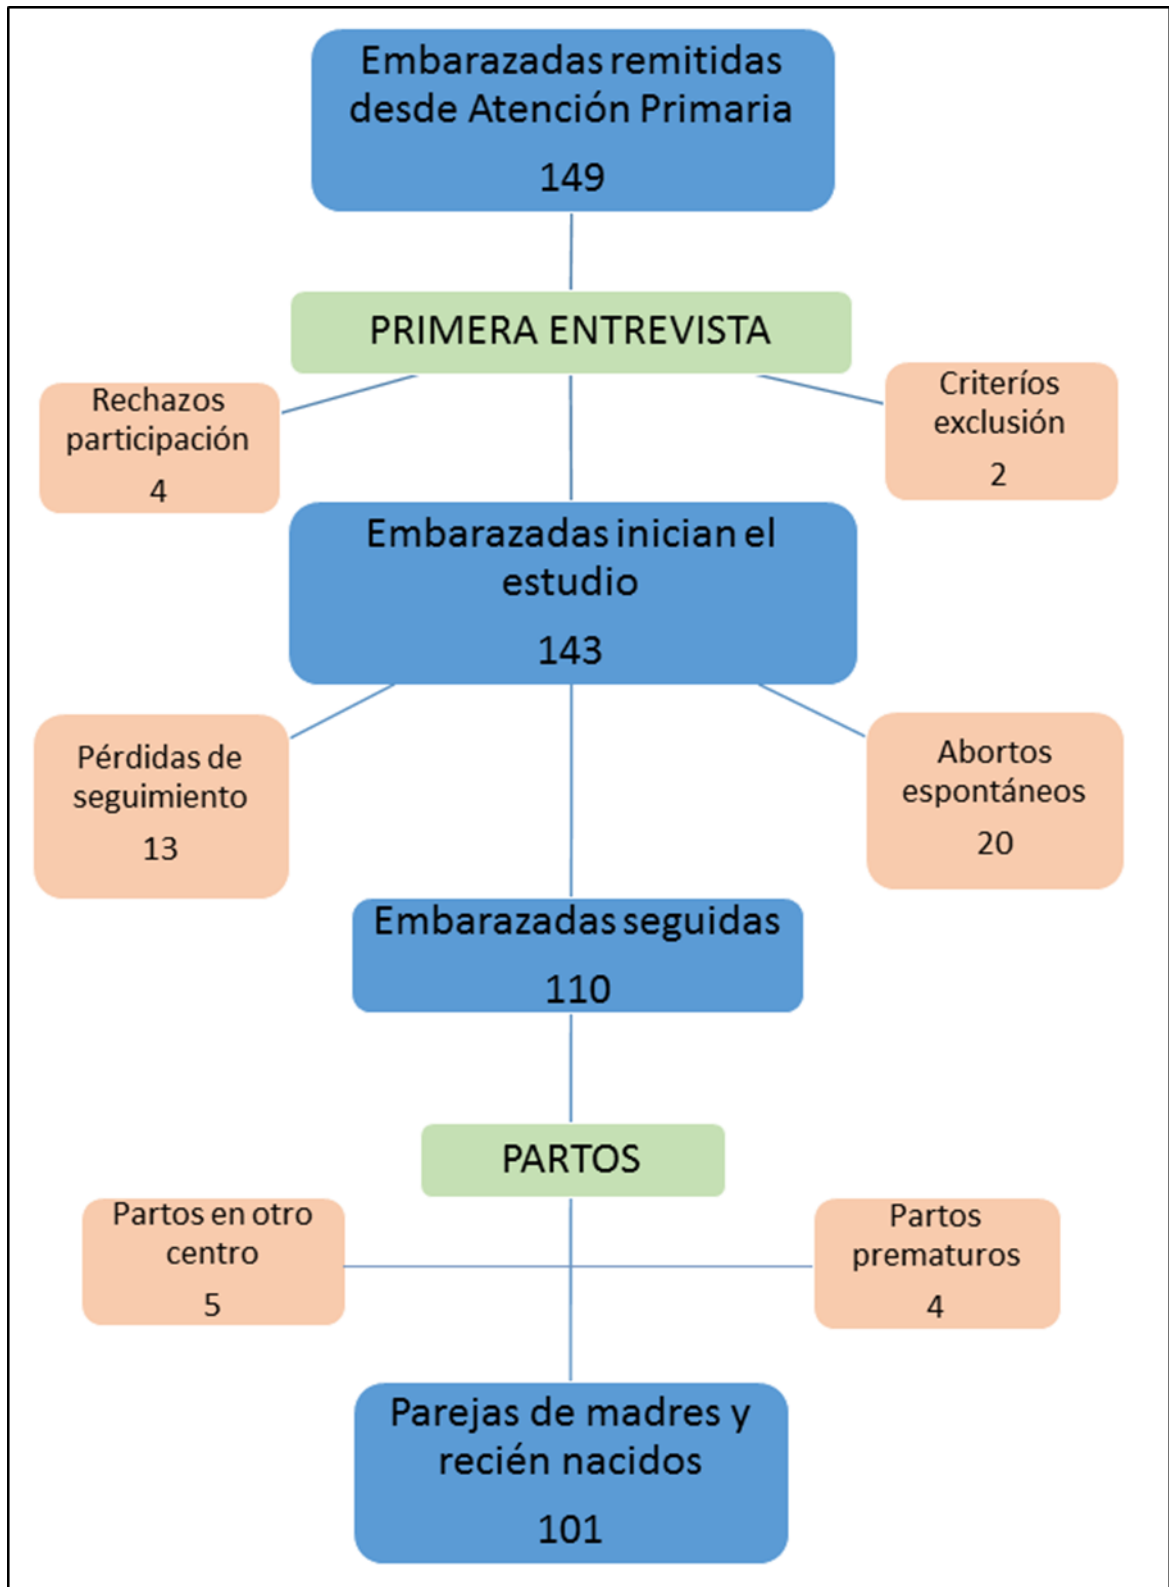 Embarazadas remitidas
desde Atención Primaria
149
PRIMERA ENTREVISTA
Rechazos
participación
4
Criteríos
exclusión
2
Embarazadas inician el
estudio
143
Pérdidas de
seguimiento
13
Abortos
espontáneos
20
Embarazadas seguidas
110
PARTOS
Partos en otro
centro
5
Partos
prematuros
4
Parejas de madres y
recién nacidos
101